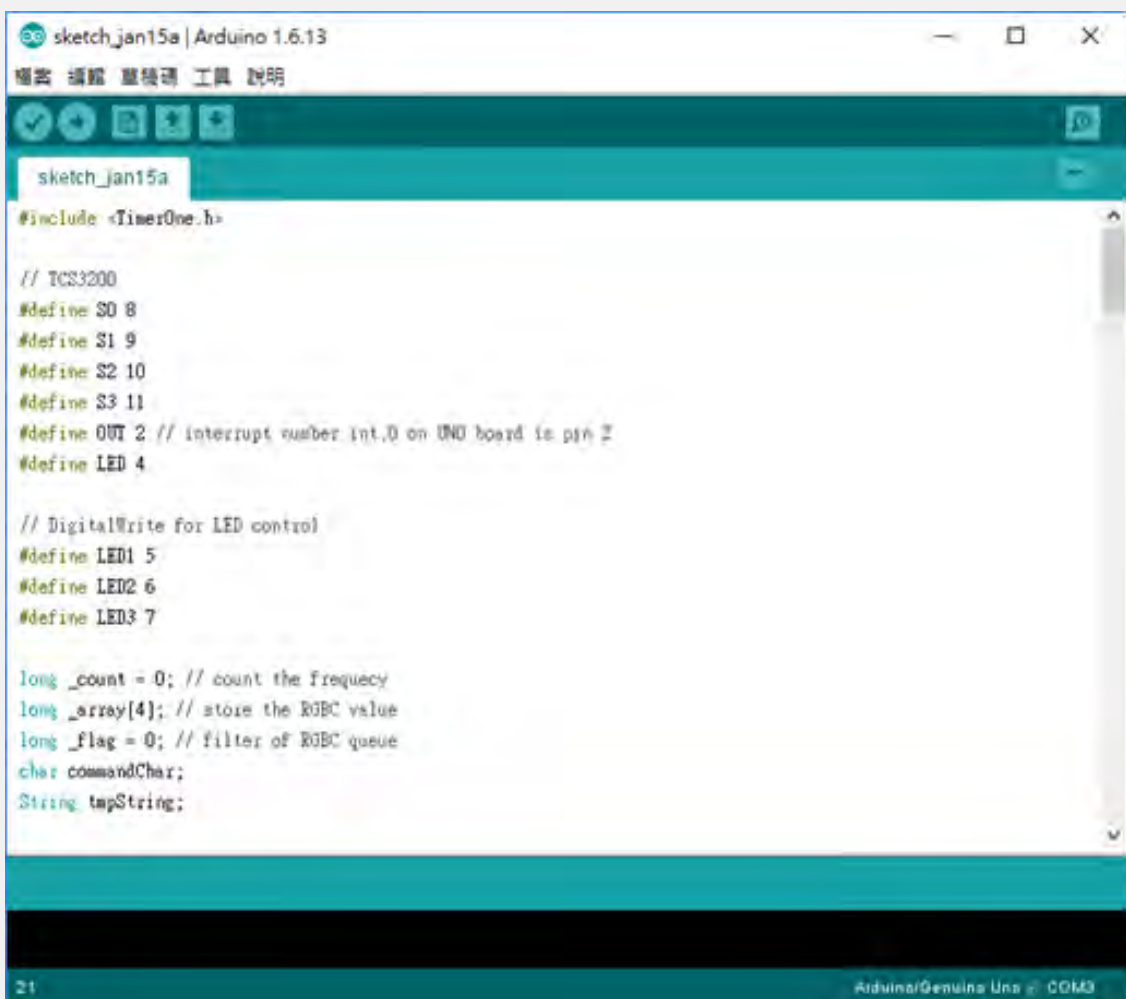 sketch_jan15a | Arduino 1.6.13
檔案 編輯 草稿碼 工具 說明
sketch_jan15a
#include <TimerOne.h>
// TCS3200
#define S0 8
#define S1 9
#define S2 10
#define S3 11
#define OUT 2 // interrupt number int.0 on UNO board is pin 2
#define LED 4
// DigitalWrite for LED control
#define LED1 5
#define LED2 6
#define LED3 7
long _count = 0; // count the frequecy
long _array[4]; // store the RGBC value
long _flag = 0; // filter of RGBC queue
char commandChar;
String tmpString;
21
Arduino/Genuino Uno COM3